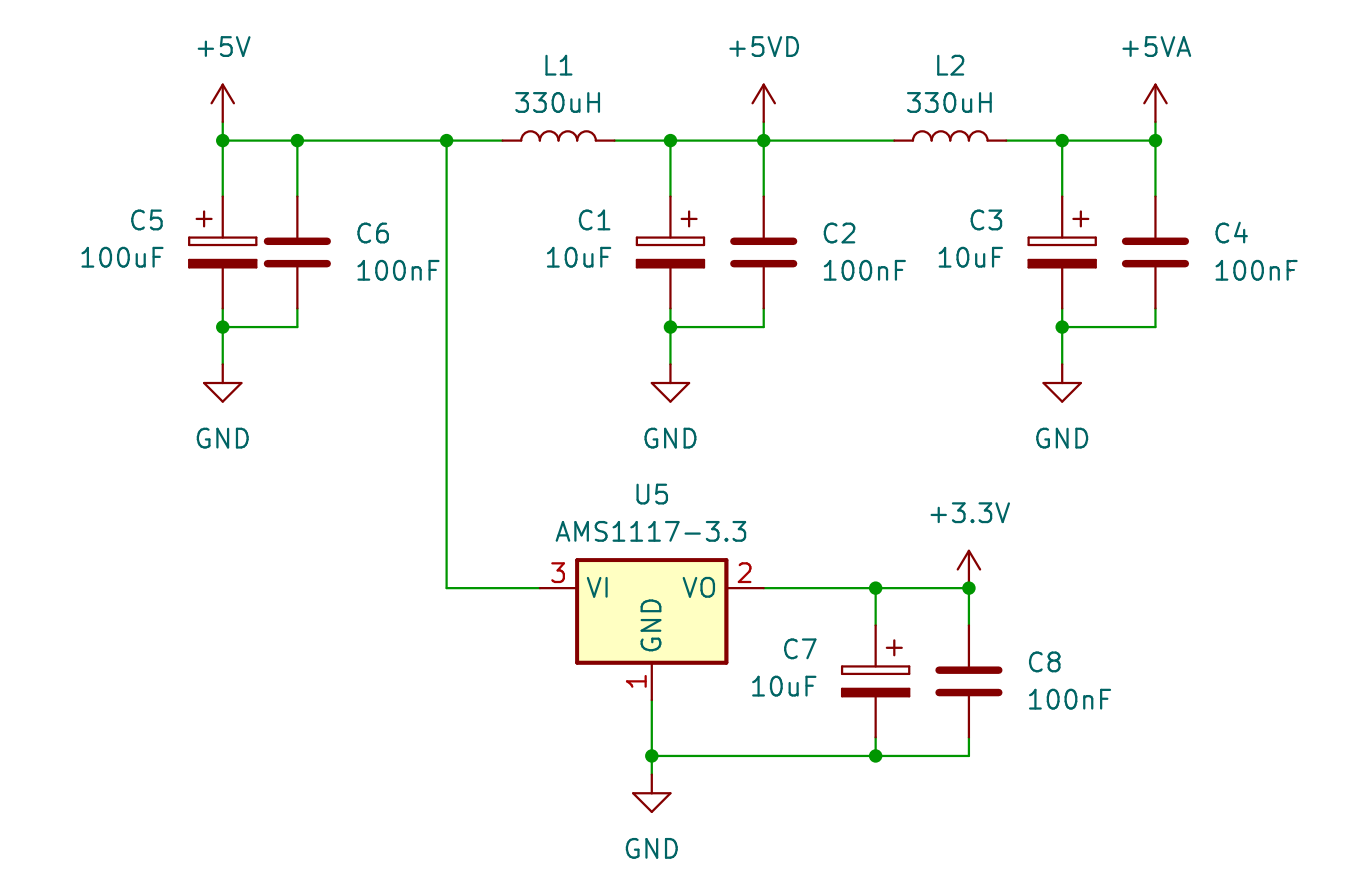 +5V
L1
330uH
+5VD
L2
330uH
+5VA
C5
100uF
+
C6
100nF
C1
10uF
+
C2
100nF
C3
10uF
+
C4
100nF
GND
GND
GND
U5
AMS1117-3.3
3
VI
GND
VO
2
1
+3.3V
C7
10uF
+
C8
100nF
GND